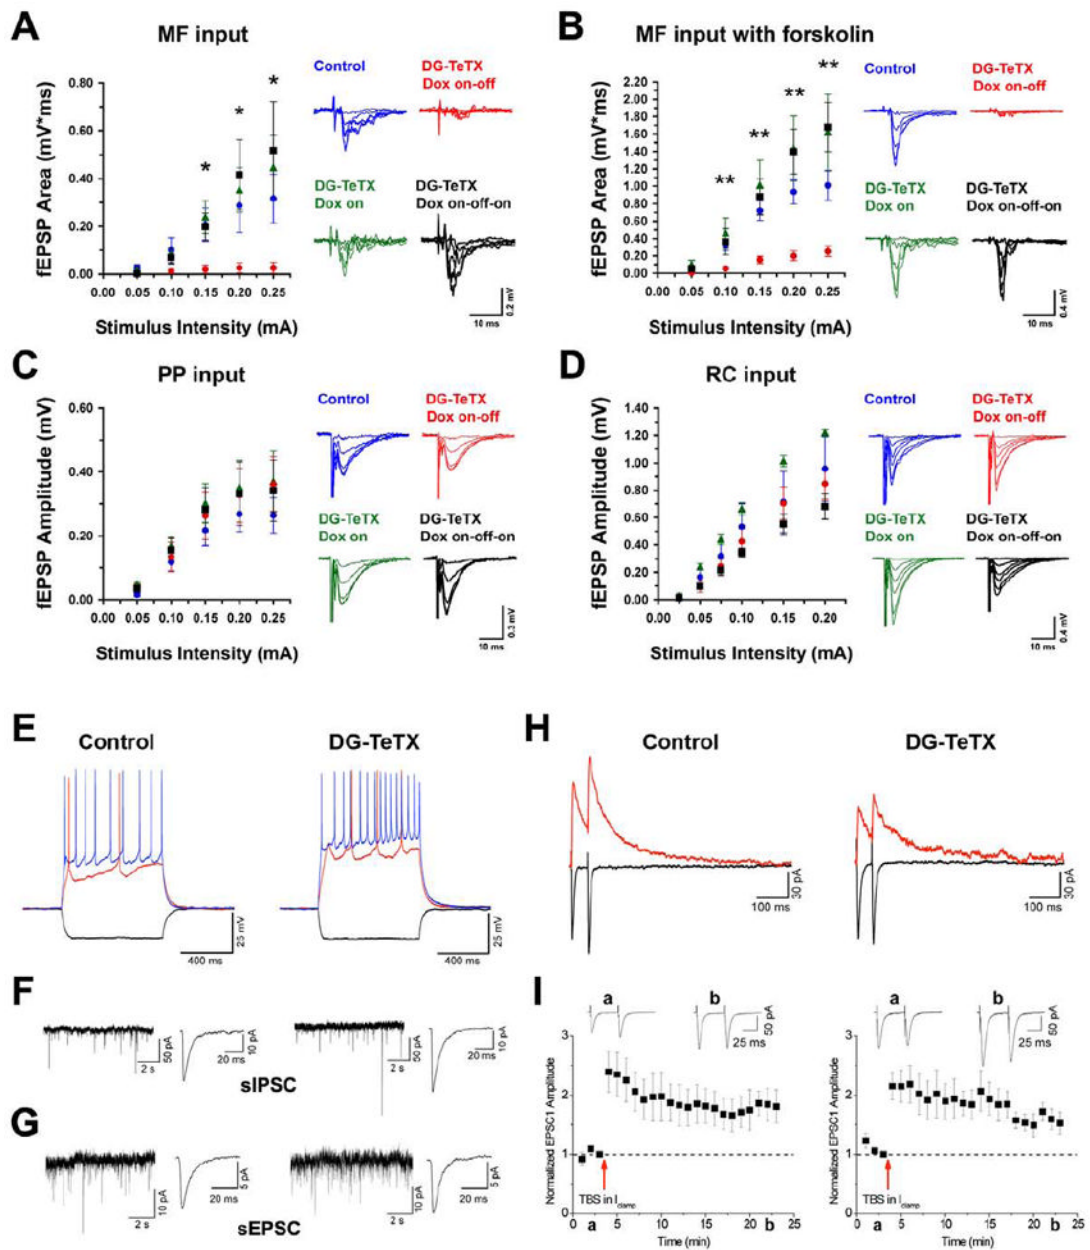 A
MF input
fEPSP Area (mV*ms)
0.80
0.60
0.40
0.20
0.00
0.00 0.05 0.10 0.15 0.20 0.25
Stimulus Intensity (mA)
* * *
Control
DG-TeTX
Dox on-off
DG-TeTX
Dox on
DG-TeTX
Dox on-off-on
0.2 mV
10 ms
B
MF input with forskolin
fEPSP Area (mV*ms)
2.20
2.00
1.80
1.60
1.40
1.20
1.00
0.80
0.60
0.40
0.20
0.00
0.00 0.05 0.10 0.15 0.20 0.25
Stimulus Intensity (mA)
** ** ** **
Control
DG-TeTX
Dox on-off
DG-TeTX
Dox on
DG-TeTX
Dox on-off-on
0.4 mV
10 ms
C
PP input
fEPSP Amplitude (mV)
0.60
0.40
0.20
0.00
0.00 0.05 0.10 0.15 0.20 0.25
Stimulus Intensity (mA)
Control
DG-TeTX
Dox on-off
DG-TeTX
Dox on
DG-TeTX
Dox on-off-on
0.3 mV
10 ms
D
RC input
fEPSP Amplitude (mV)
1.40
1.20
1.00
0.80
0.60
0.40
0.20
0.00
0.00 0.05 0.10 0.15 0.20
Stimulus Intensity (mA)
Control
DG-TeTX
Dox on-off
DG-TeTX
Dox on
DG-TeTX
Dox on-off-on
0.4 mV
10 ms
E
Control
DG-TeTX
25 mV
400 ms
25 mV
400 ms
H
Control
DG-TeTX
30 pA
100 ms
30 pA
100 ms
F
50 pA
2 s
10 pA
20 ms
50 pA
2 s
10 pA
20 ms
sIPSC
G
10 pA
2 s
5 pA
20 ms
10 pA
2 s
5 pA
20 ms
sEPSC
I
a
b
50 pA
25 ms
Normalized EPSC1 Amplitude
3
2
1
0
TBS in Iclamp
a
b
0 5 10 15 20 25
Time (min)
a
b
50 pA
25 ms
Normalized EPSC1 Amplitude
3
2
1
0
TBS in Iclamp
a
b
0 5 10 15 20 25
Time (min)